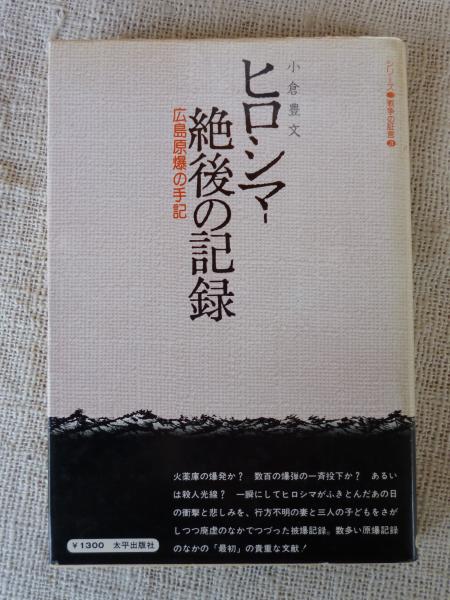 シリーズ●戦争の証言❸
小倉豊文
ヒロシマ―
絶後の記録
広島原爆の手記
火薬庫の爆発か？ 数百の爆弾の一斉投下か？ あるい
は殺人光線？ 一瞬にしてヒロシマがふきとんだあの日
の衝撃と悲しみを、行方不明の妻と三人の子どもをさが
しつつ廃虚のなかでつづった被爆記録。数多い原爆記録
のなかの「最初」の貴重な文献！
￥1300 太平出版社